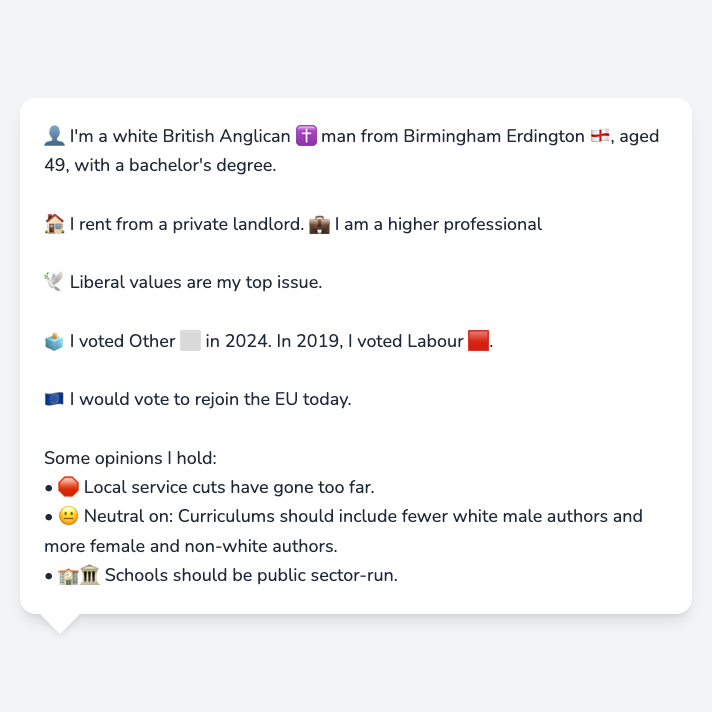 👤 I'm a white British Anglican ✝️ man from Birmingham Erdington 🏴󠁧󠁢󠁥󠁮󠁧󠁿, aged
49, with a bachelor's degree.
🏠 I rent from a private landlord. 💼 I am a higher professional
🕊️ Liberal values are my top issue.
🗳️ I voted Other ⬜ in 2024. In 2019, I voted Labour 🟥.
🇪🇺 I would vote to rejoin the EU today.
Some opinions I hold:
• 🛑 Local service cuts have gone too far.
• 😐 Neutral on: Curriculums should include fewer white male authors and
more female and non-white authors.
• 🏫🏛️ Schools should be public sector-run.